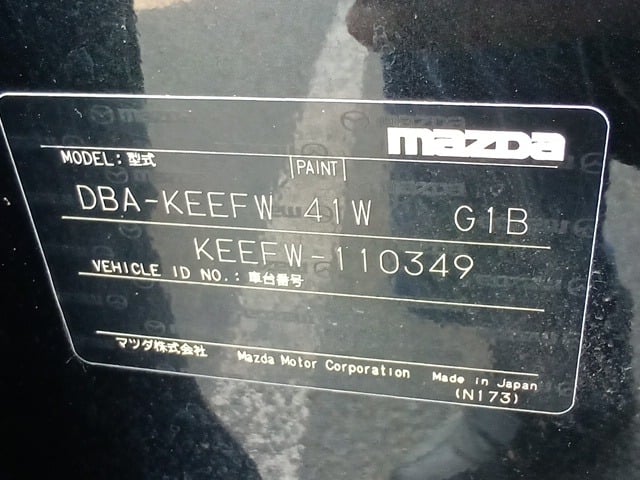 mazda
MODEL: 型式 PAINT
DBA-KEEFW 41W G1B
KEEFW-110349
VEHICLE ID NO.: 車台番号
マツダ株式会社 Mazda Motor Corporation Made in Japan
(N173)